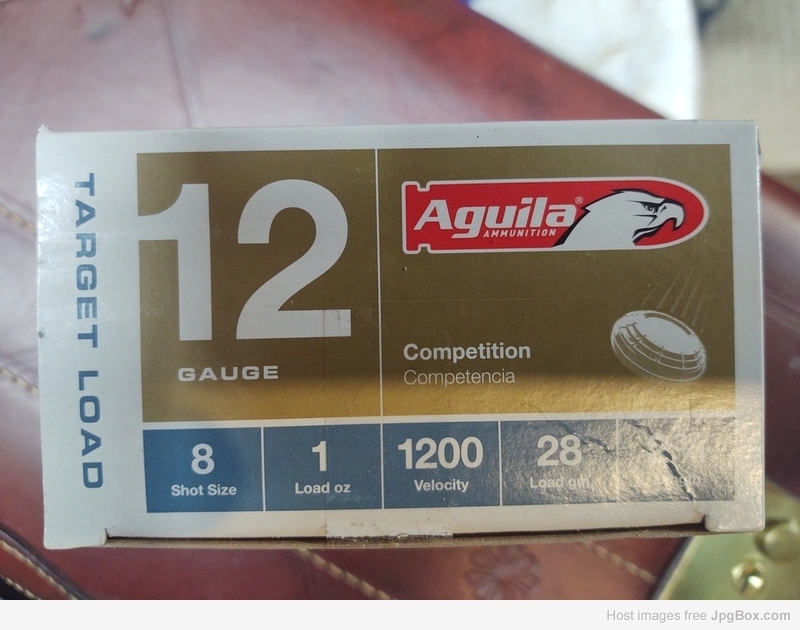 TARGET LOAD
12
GAUGE
Aguila®
AMMUNITION
Competition
Competencia
8
Shot Size
1
Load oz
1200
Velocity
28
Load gm
Host images free JpgBox.com